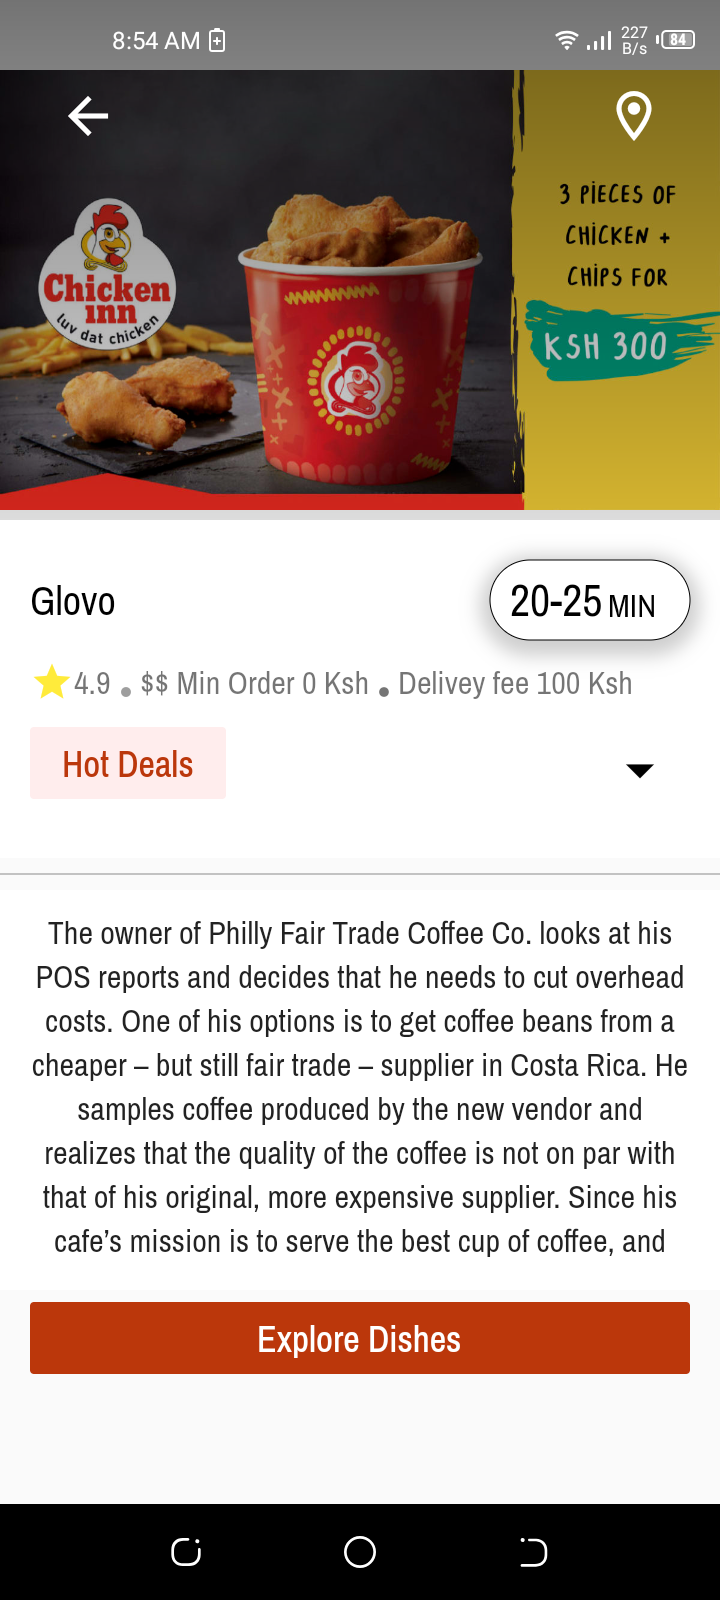 8:54 AM
227
B/s
84
3 PIECES OF
CHICKEN +
CHIPS FOR
KSH 300
Chicken
inn
luv dat chicken
Glovo
20-25 MIN
4.9 . $$ Min Order 0 Ksh . Delivey fee 100 Ksh
Hot Deals
The owner of Philly Fair Trade Coffee Co. looks at his
POS reports and decides that he needs to cut overhead
costs. One of his options is to get coffee beans from a
cheaper – but still fair trade – supplier in Costa Rica. He
samples coffee produced by the new vendor and
realizes that the quality of the coffee is not on par with
that of his original, more expensive supplier. Since his
cafe’s mission is to serve the best cup of coffee, and
Explore Dishes